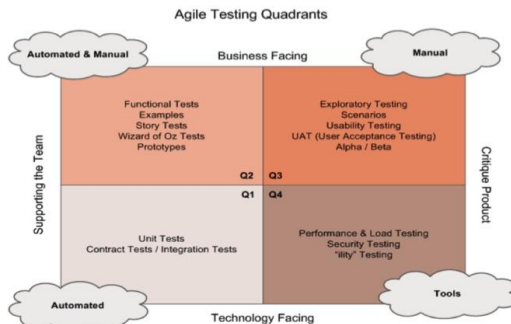 Agile Testing Quadrants
Automated & Manual
Business Facing
Manual
Functional Tests
Examples
Story Tests
Wizard of Oz Tests
Prototypes
Exploratory Testing
Scenarios
Usability Testing
UAT (User Acceptance Testing)
Alpha / Beta
Supporting the Team
Q2
Q3
Critique Product
Q1
Q4
Unit Tests
Contract Tests / Integration Tests
Performance & Load Testing
Security Testing
"ility" Testing
Automated
Technology Facing
Tools